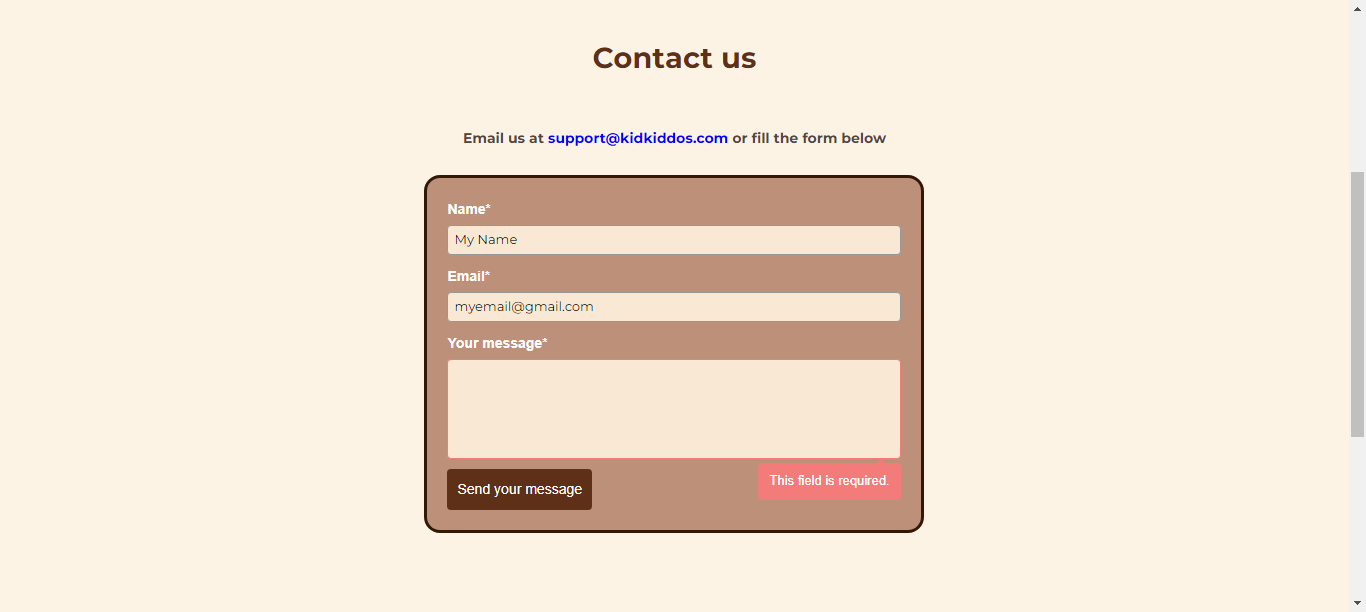 Contact us
Email us at support@kidkiddos.com or fill the form below
Name*
My Name
Email*
myemail@gmail.com
Your message*
Send your message
This field is required.